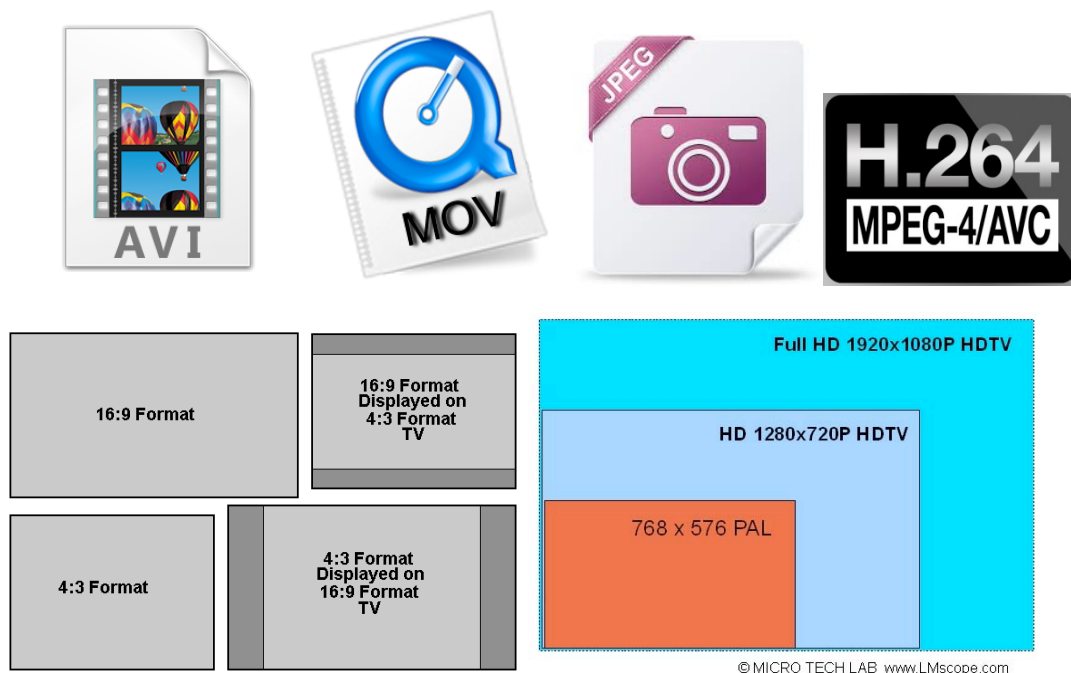 AVI
MOV
JPEG
H.264
MPEG-4/AVC
16:9 Format
16:9 Format
Displayed on
4:3 Format
TV
4:3 Format
4:3 Format
Displayed on
16:9 Format
TV
Full HD 1920x1080P HDTV
HD 1280x720P HDTV
768 x 576 PAL
© MICRO TECH LAB www.LMscope.com